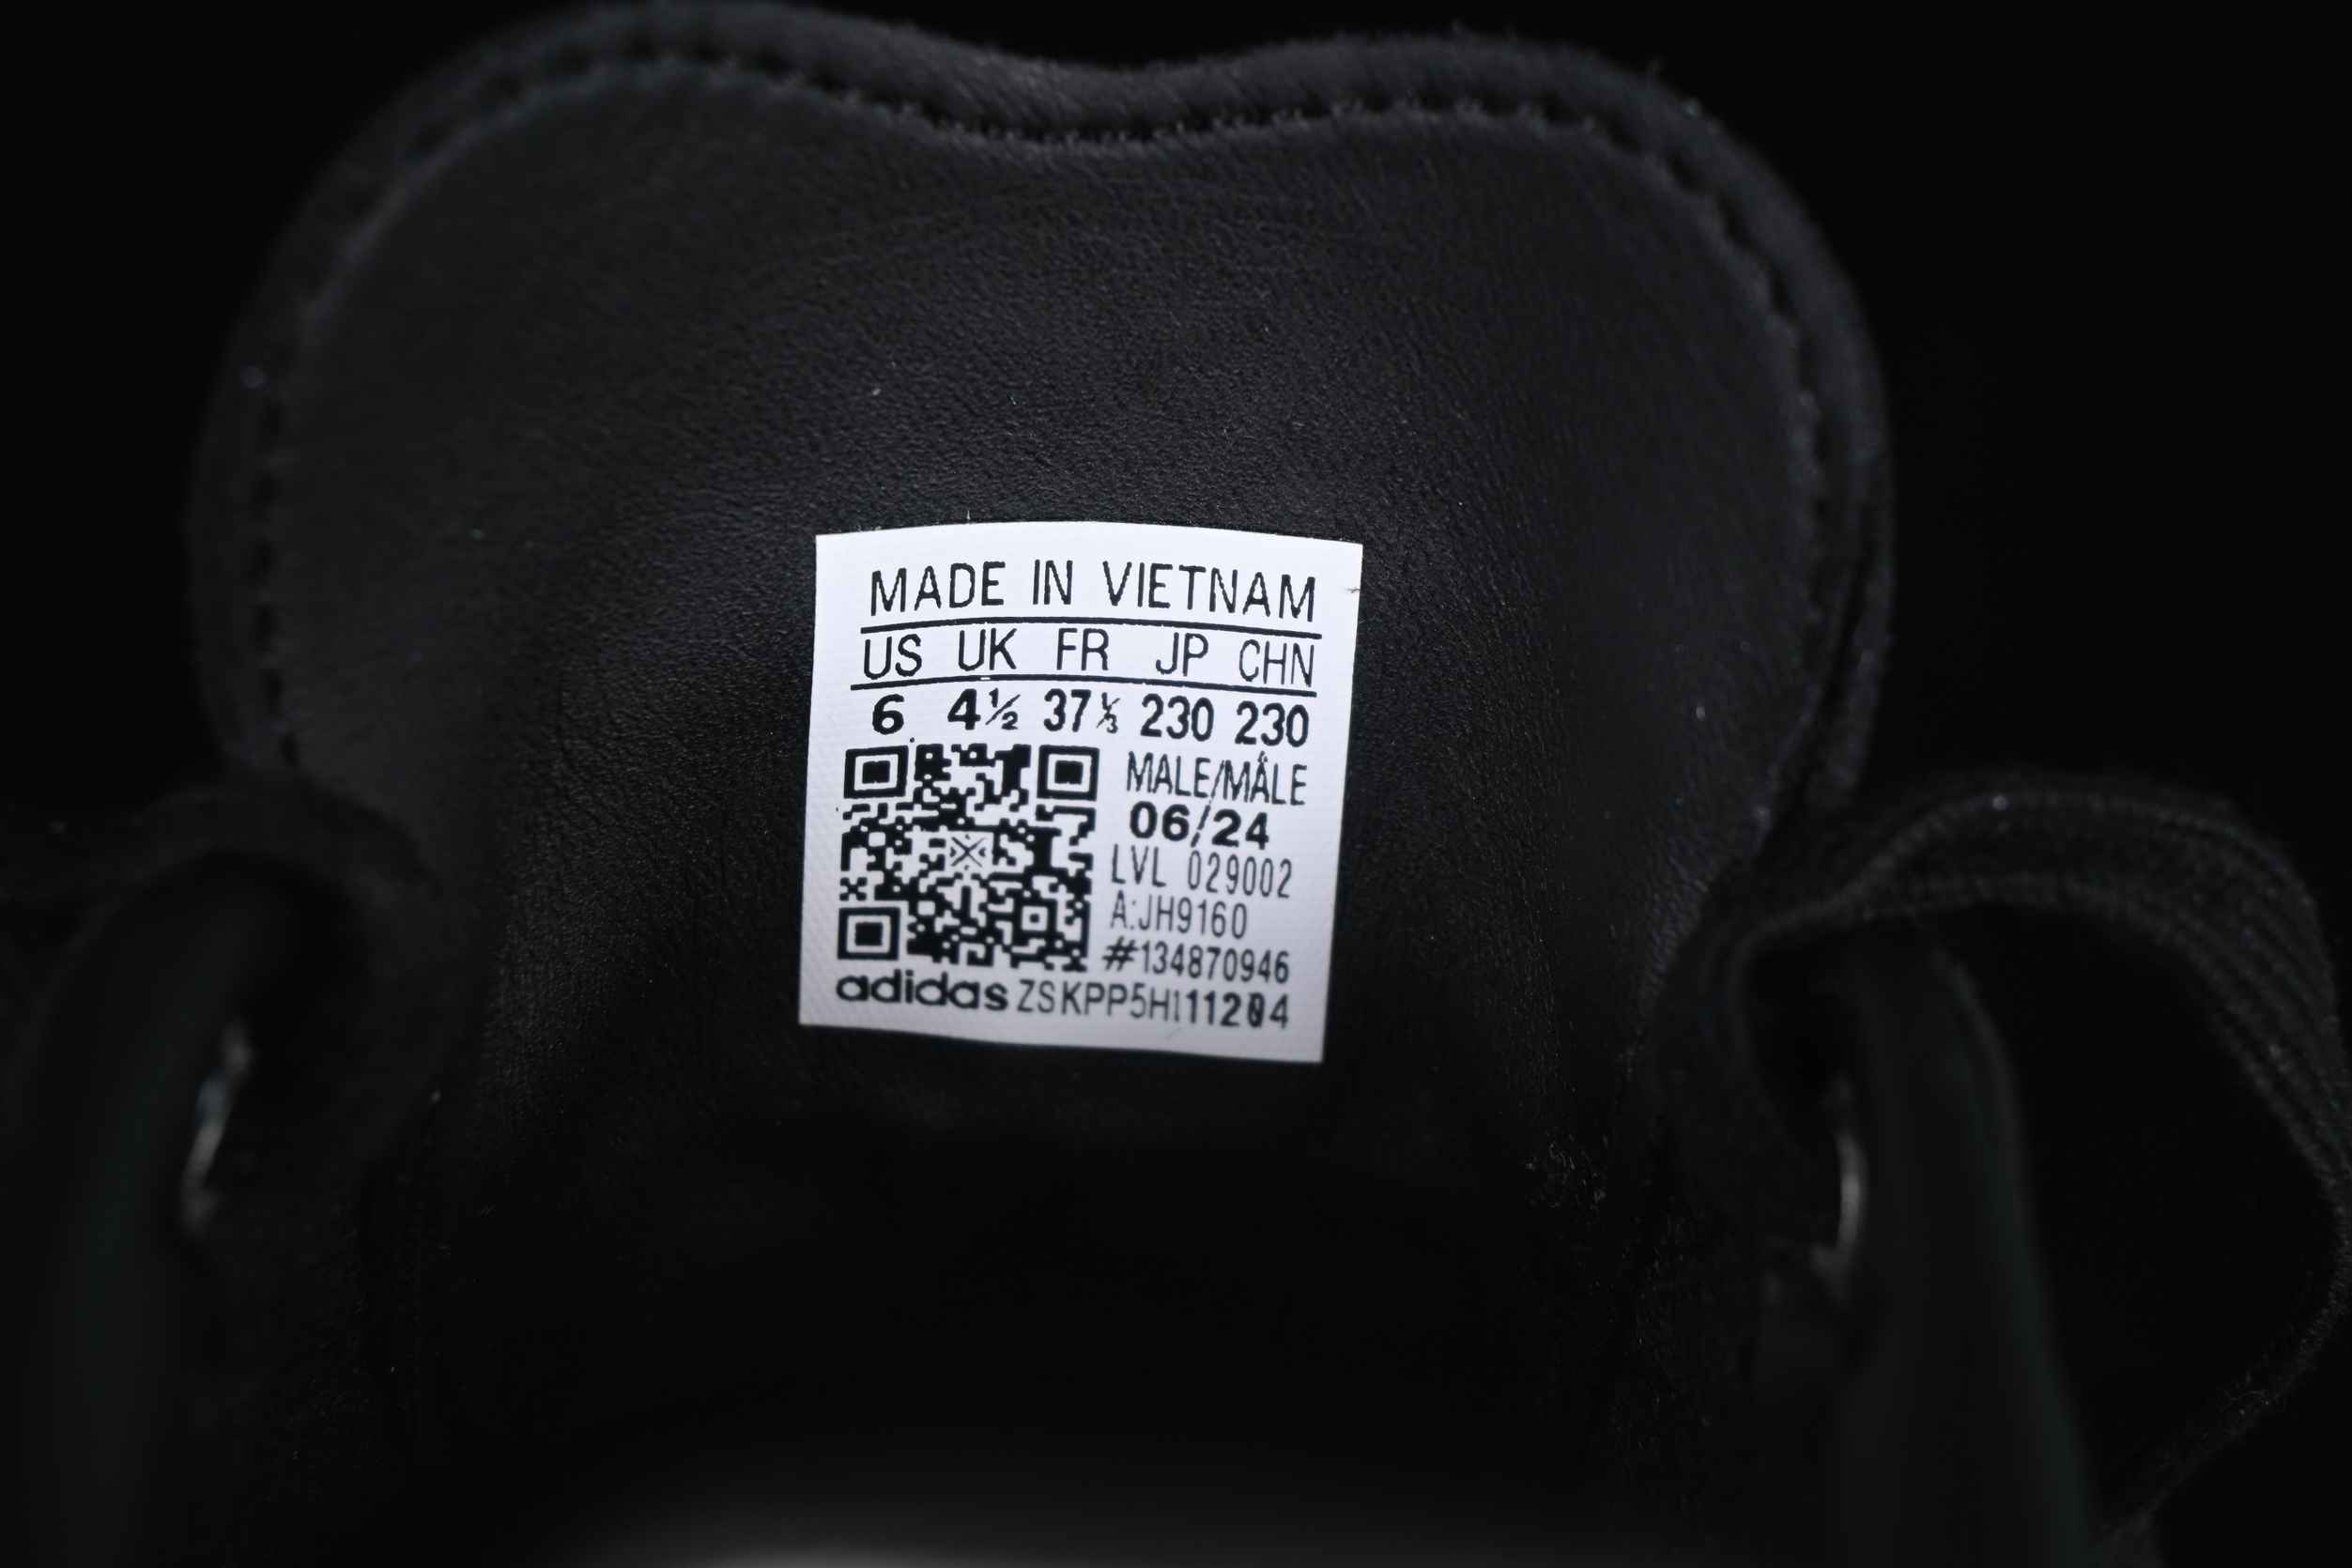 MADE IN VIETNAM
US UK FR JP CHN
6 4½ 37⅓ 230 230
MALE/MÂLE
06/24
LVL 029002
A:JH9160
#134870946
adidas